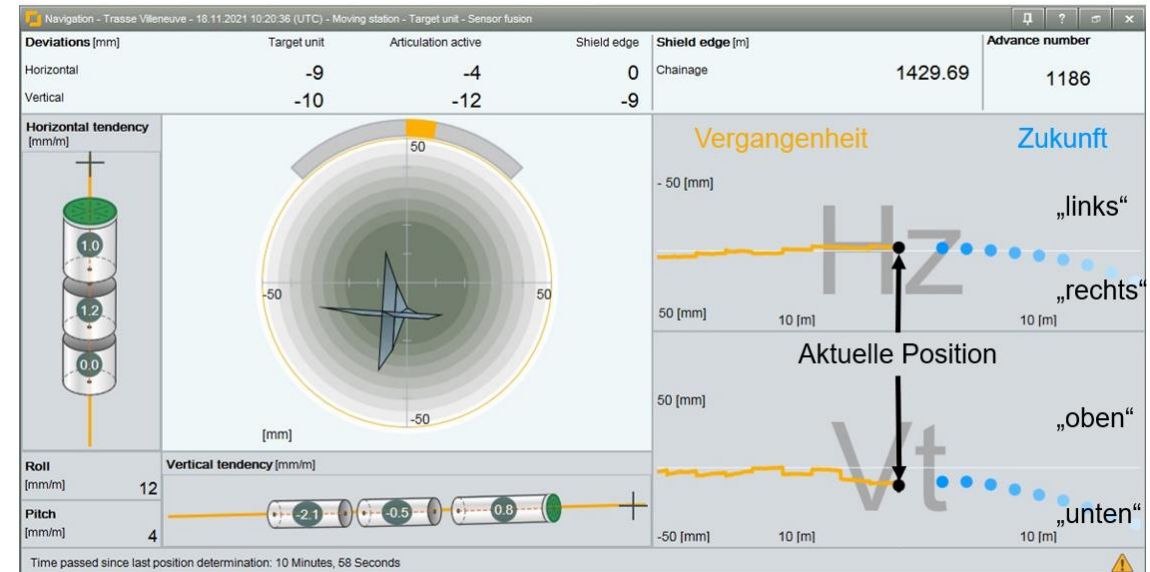 Navigation - Trasse Villeneuve - 18.11.2021 10:20:36 (UTC) - Moving station - Target unit - Sensor fusion
?
Deviations [mm] Target unit Articulation active Shield edge
Horizontal -9 -4 0
Vertical -10 -12 -9
Shield edge [m]
Chainage 1429.69
Advance number
1186
Horizontal tendency
[mm/m]
1.0
1.2
0.0
50
-50 50
-50
[mm]
Vergangenheit Zukunft
- 50 [mm]
Hz
„links“
„rechts“
50 [mm]
10 [m] 10 [m]
Aktuelle Position
50 [mm]
Vt
„oben“
„unten“
-50 [mm] 10 [m] 10 [m]
Roll
[mm/m] 12
Pitch
[mm/m] 4
Vertical tendency [mm/m]
-2.1 -0.5 0.8
Time passed since last position determination: 10 Minutes, 58 Seconds